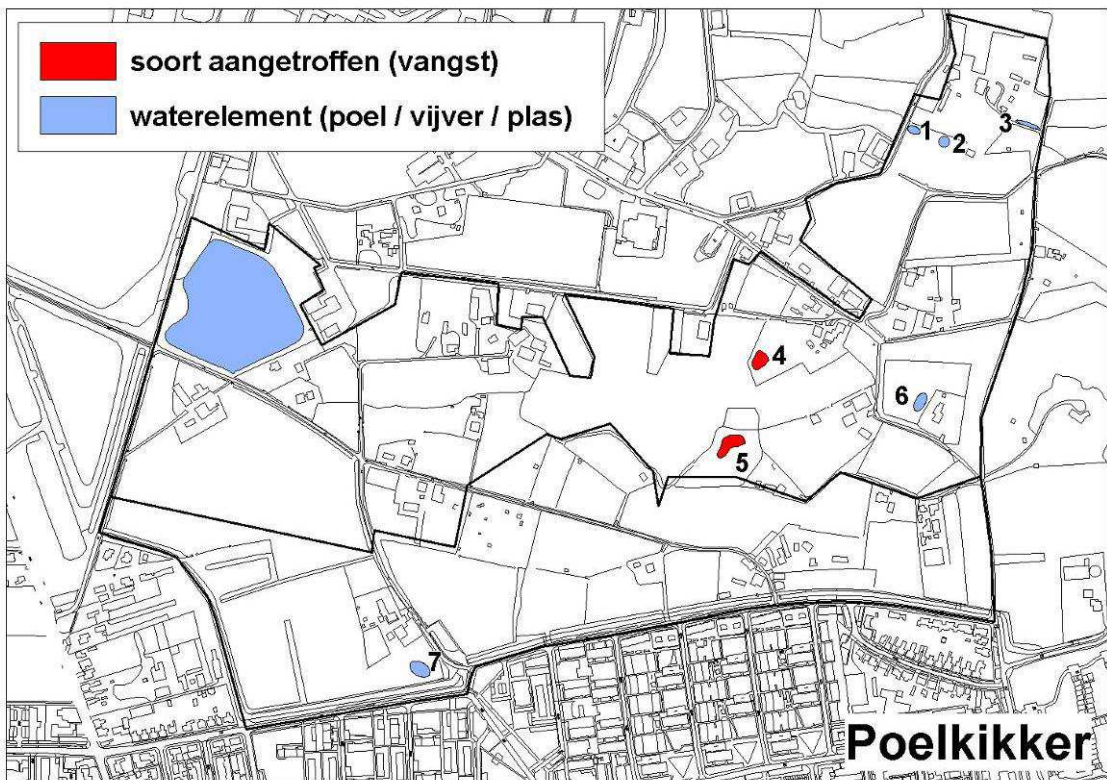 soort aangetroffen (vangst)
waterelement (poel / vijver / plas)
1
2
3
4
6
5
7
Poelkikker